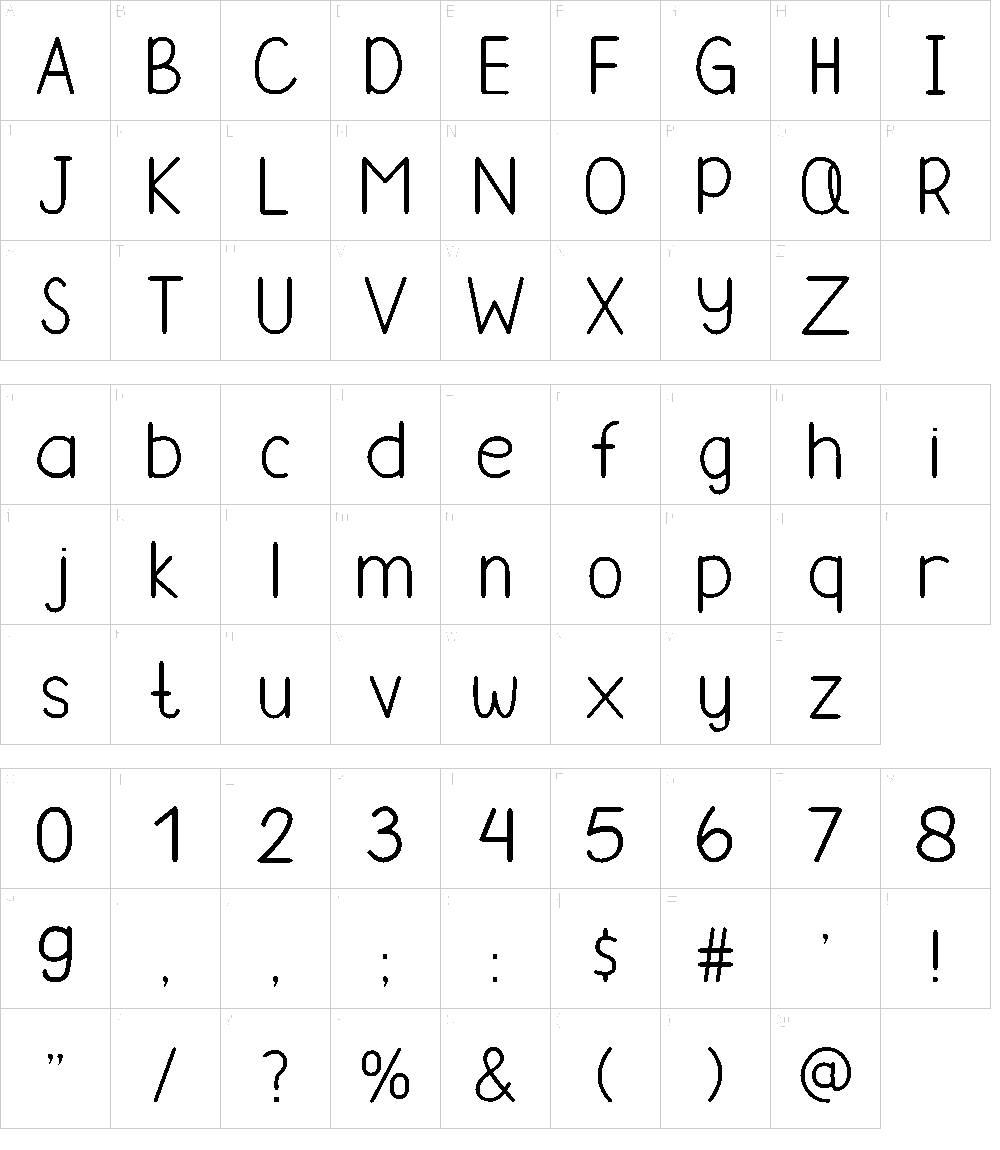 A B C D E F G H I
J K L M N O P Q R
S T U V W X Y Z
a b c d e f g h i
j k l m n o p q r
s t u v w x y z
0 1 2 3 4 5 6 7 8
9 , , ; : $ # ' !
" / ? % & ( ) @